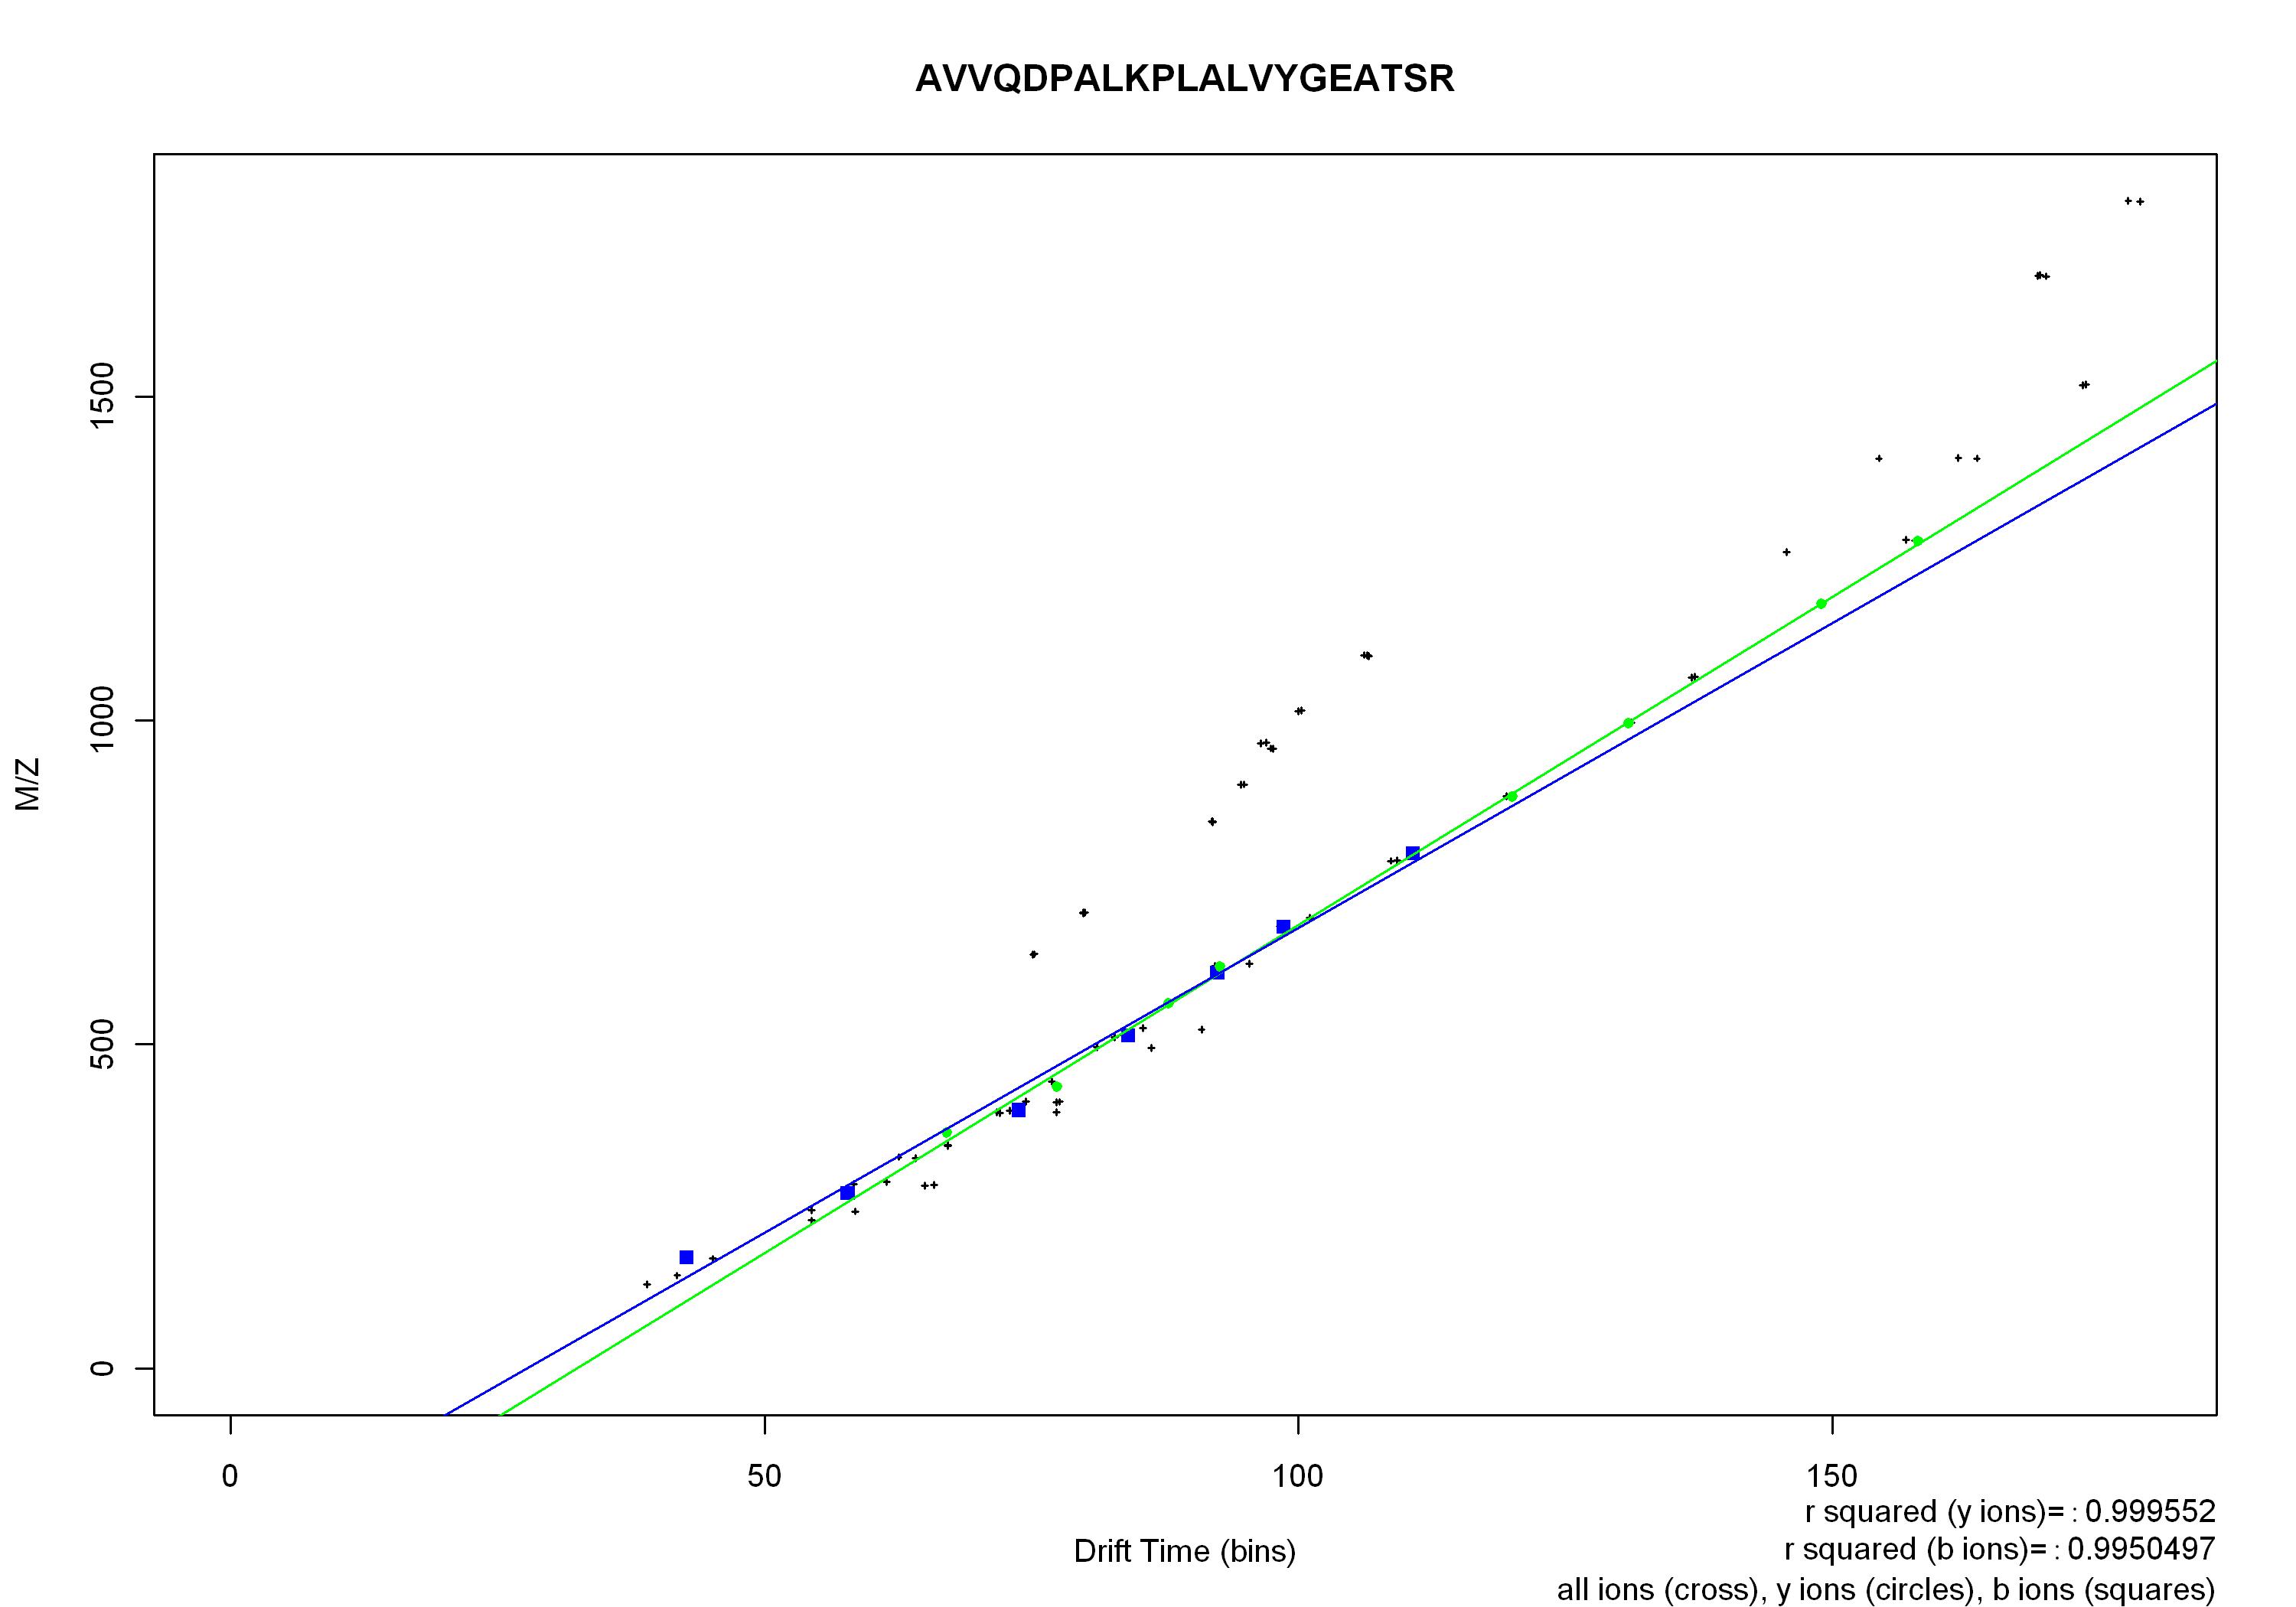 AVVQDPALKPLALVYGEATSR
1500
1000
500
0
M/Z
0 50 100 150
Drift Time (bins)
r squared (y ions)= : 0.999552
r squared (b ions)= : 0.9950497
all ions (cross), y ions (circles), b ions (squares)